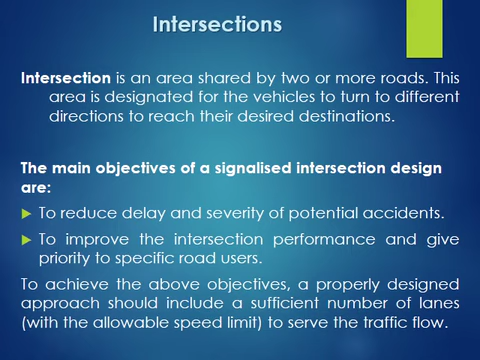 Intersections
Intersection is an area shared by two or more roads. This
area is designated for the vehicles to turn to different
directions to reach their desired destinations.
The main objectives of a signalised intersection design
are:
To reduce delay and severity of potential accidents.
To improve the intersection performance and give
priority to specific road users.
To achieve the above objectives, a properly designed
approach should include a sufficient number of lanes
(with the allowable speed limit) to serve the traffic flow.